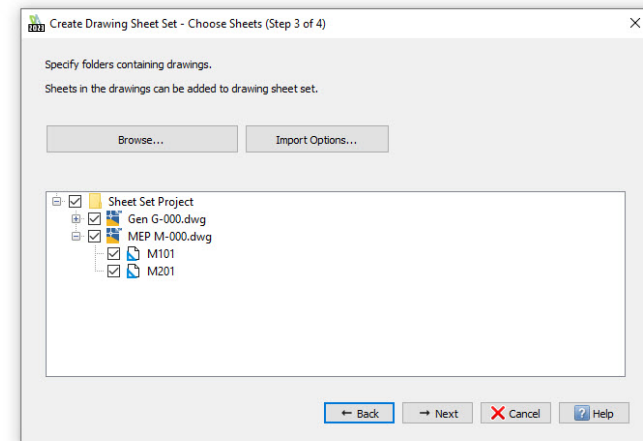 2021
Create Drawing Sheet Set - Choose Sheets (Step 3 of 4)
Specify folders containing drawings.
Sheets in the drawings can be added to drawing sheet set.
Browse... Import Options...
Sheet Set Project
Gen G-000.dwg
MEP M-000.dwg
M101
M201
← Back → Next Cancel ? Help